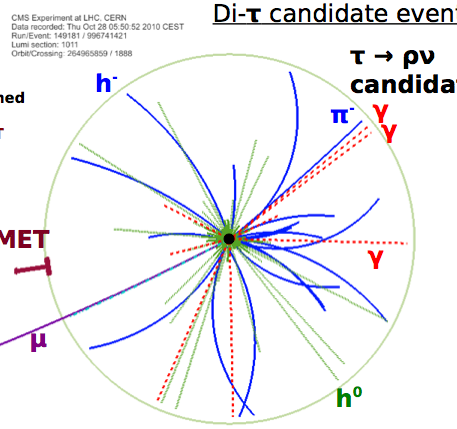 CMS Experiment at LHC, CERN
Data recorded: Thu Oct 28 05:50:52 2010 CEST
Run/Event: 149181 / 996741421
Lumi section: 1011
Orbit/Crossing: 264965859 / 1888
Di-τ candidate event
τ → ρν
candida
h⁻
π⁻ γ
γ
MET
γ
μ
h⁰